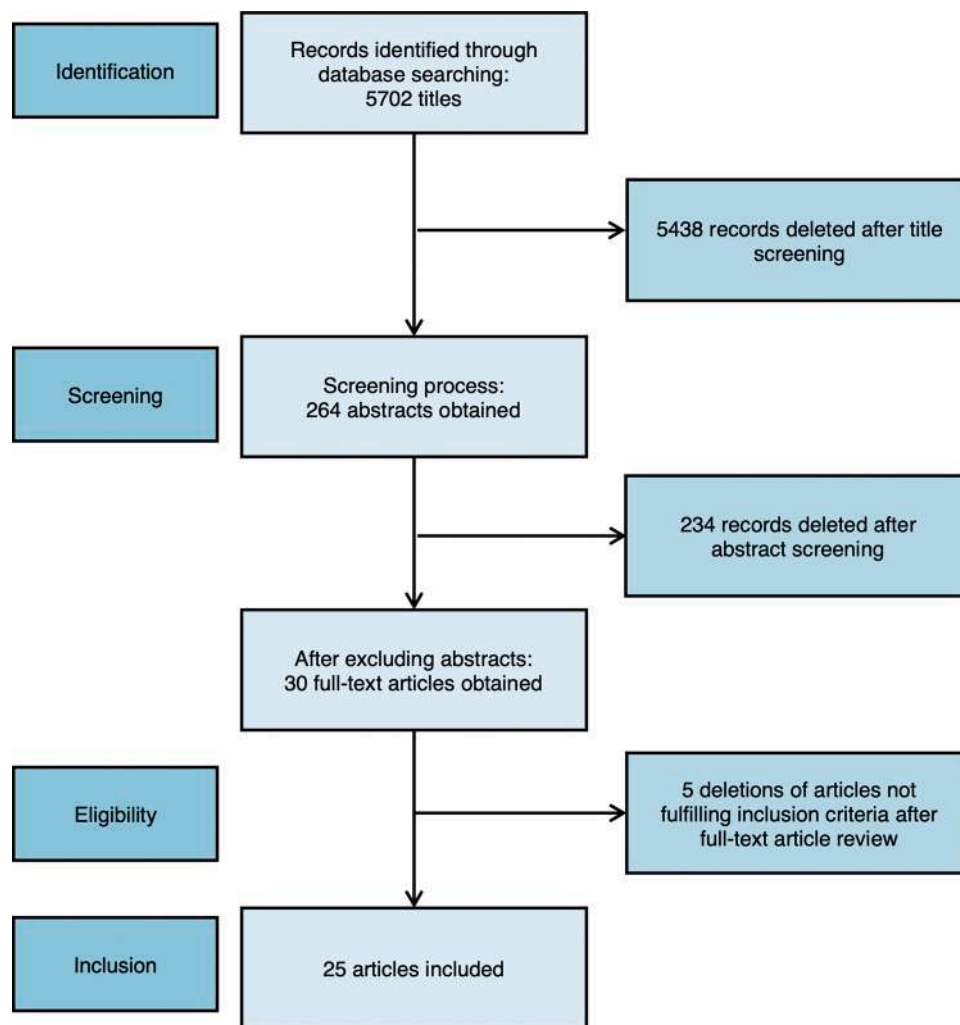 Identification
Records identified through
database searching:
5702 titles
5438 records deleted after title
screening
Screening
Screening process:
264 abstracts obtained
234 records deleted after
abstract screening
After excluding abstracts:
30 full-text articles obtained
Eligibility
5 deletions of articles not
fulfilling inclusion criteria after
full-text article review
Inclusion
25 articles included